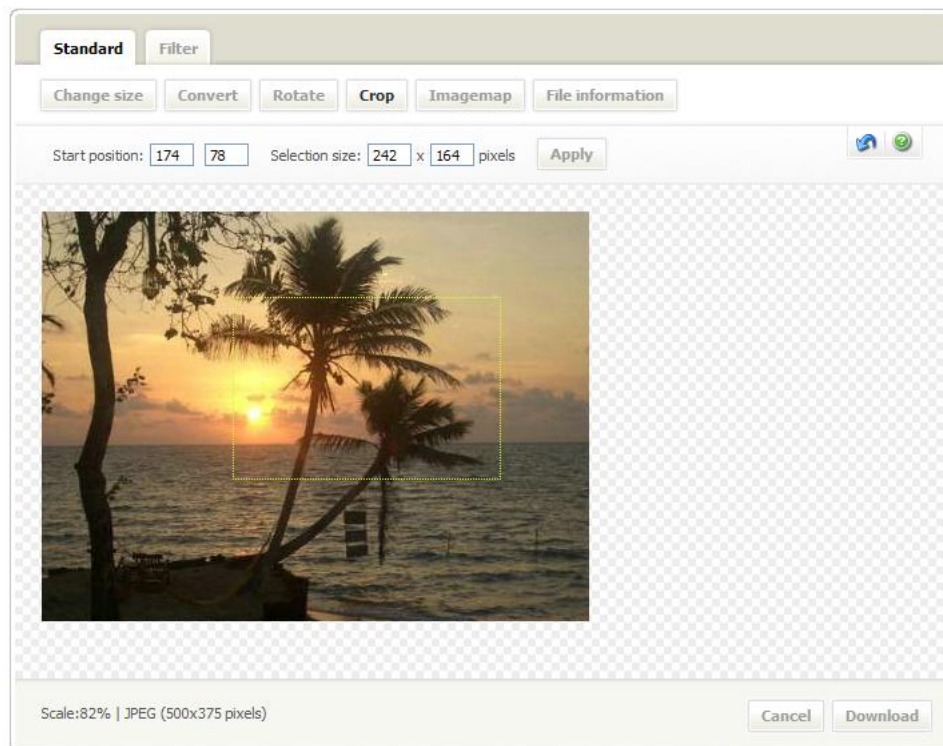 Standard Filter
Change size Convert Rotate Crop Imagemap File information
Start position: 174 78 Selection size: 242 x 164 pixels Apply
Scale:82% | JPEG (500x375 pixels) Cancel Download